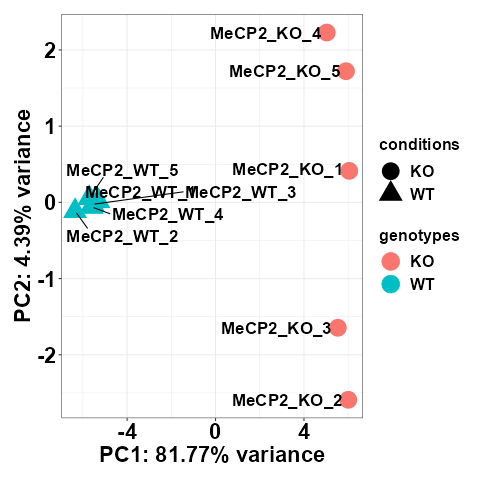 2
1
0
-1
-2
PC2: 4.39% variance
MeCP2_KO_4
MeCP2_KO_5
MeCP2_KO_1
MeCP2_WT_5
MeCP2_WT_1
MeCP2_WT_3
MeCP2_WT_4
MeCP2_WT_2
MeCP2_KO_3
MeCP2_KO_2
-4
0
4
PC1: 81.77% variance
conditions
KO
WT
genotypes
KO
WT